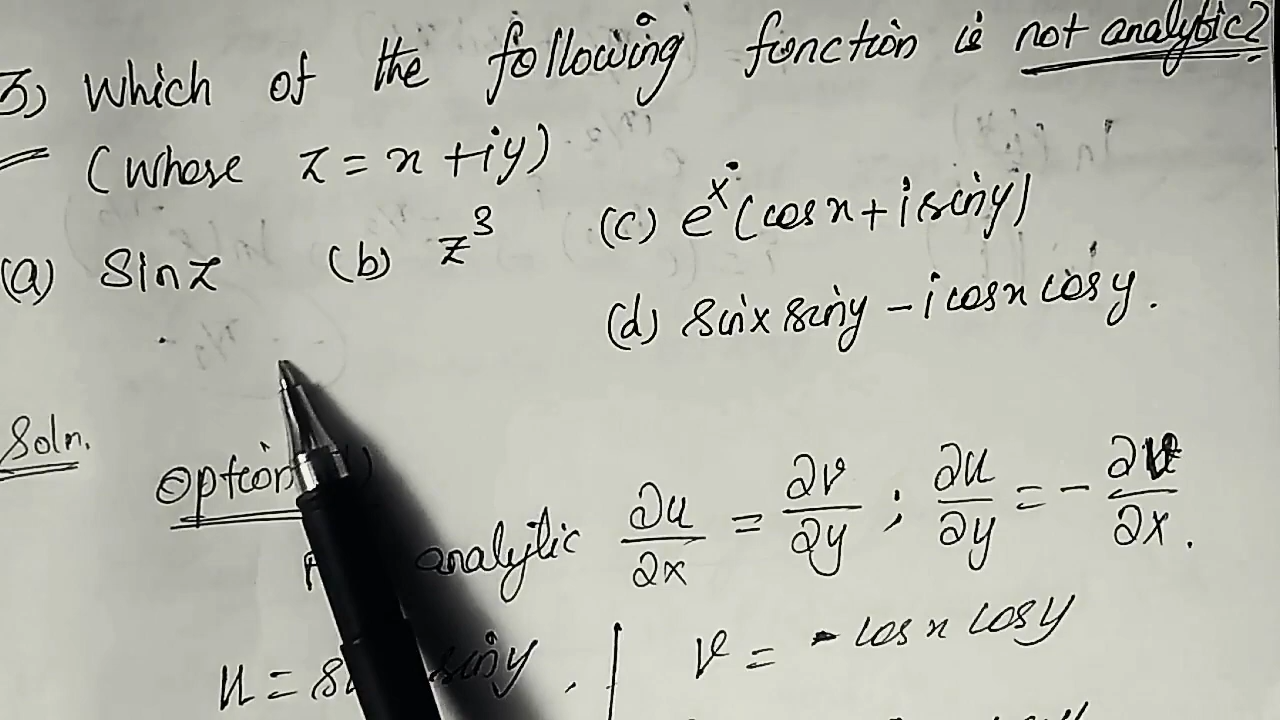 3) Which of the following function is not analytic?
(Where z = x + iy)
(a) Sin z (b) z³ (c) eˣ (cos x + i sin y)
(d) sin x sin y - i cos x cos y.
Soln.
Option
analytic ∂u/∂x = ∂v/∂y ; ∂u/∂y = - ∂v/∂x .
u = sin y , | v = - cos x cos y